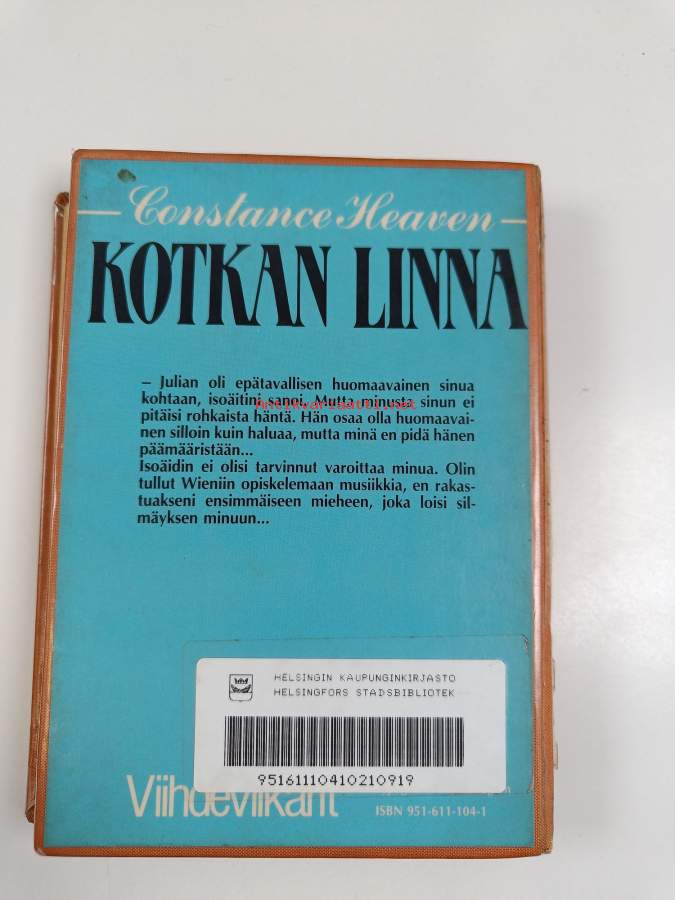 Constance Heaven
KOTKAN LINNA
– Julian oli epätavallisen huomaavainen sinua
kohtaan, isoäitini sanoi. Mutta minusta sinun ei
Antikvariaatti.net
pitäisi rohkaista häntä. Hän osaa olla huomaavai-
nen silloin kuin haluaa, mutta minä en pidä hänen
päämääristään...
Isoäidin ei olisi tarvinnut varoittaa minua. Olin
tullut Wieniin opiskelemaan musiikkia, en rakas-
tuakseni ensimmäiseen mieheen, joka loisi sil-
mäyksen minuun...
HELSINGIN KAUPUNGINKIRJASTO
HELSINGFORS STADSBIBLIOTEK
95161110410210919
Viihdeviikarit
ISBN 951-611-104-1